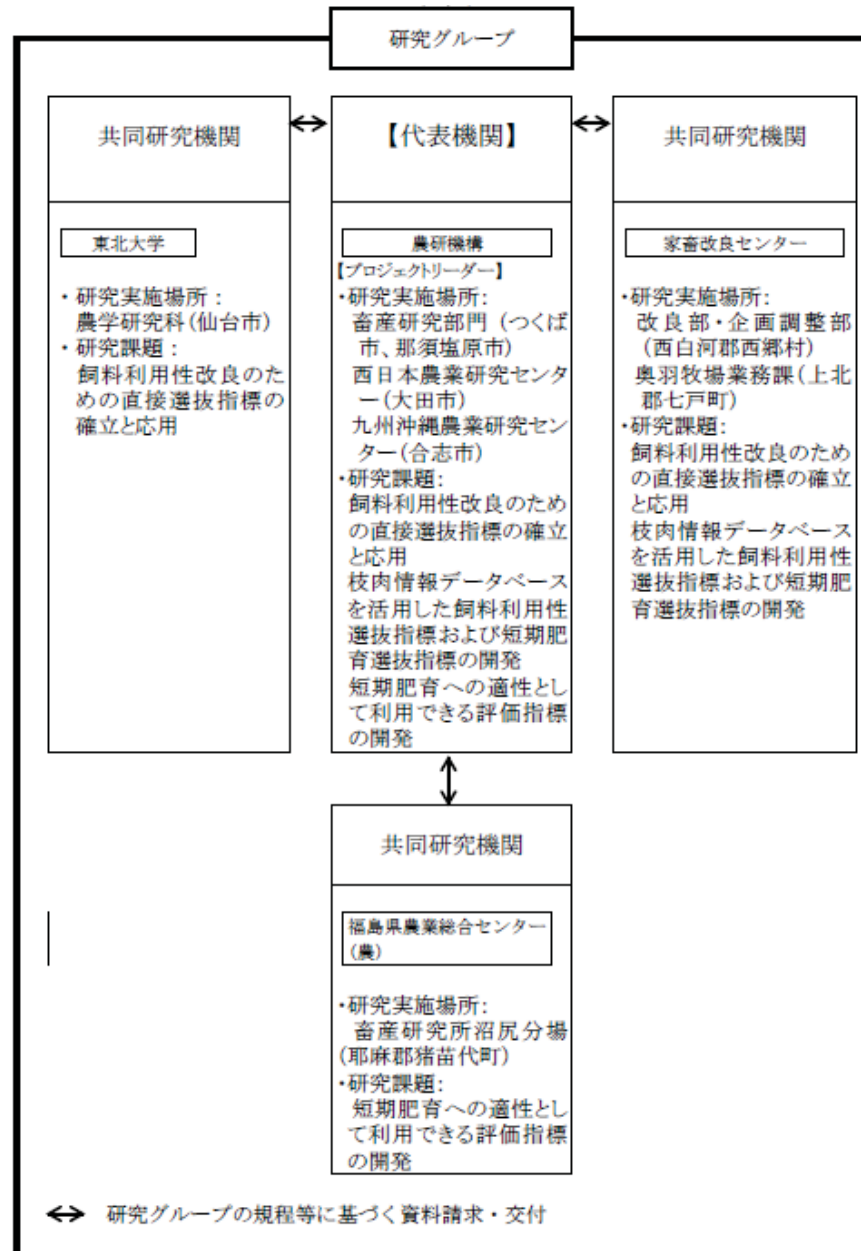 研究グループ
共同研究機関
東北大学
・研究実施場所：
農学研究科(仙台市)
・研究課題：
飼料利用性改良のた
めの直接選抜指標の
確立と応用
【代表機関】
農研機構
【プロジェクトリーダー】
・研究実施場所:
畜産研究部門（つくば
市、那須塩原市）
西日本農業研究センタ
ー(大田市)
九州沖縄農業研究セン
ター(合志市)
・研究課題:
飼料利用性改良のため
の直接選抜指標の確立
と応用
枝肉情報データベース
を活用した飼料利用性
選抜指標および短期肥
育選抜指標の開発
短期肥育への適性とし
て利用できる評価指標
の開発
共同研究機関
家畜改良センター
・研究実施場所:
改良部・企画調整部
(西白河郡西郷村)
奥羽牧場業務課(上北
郡七戸町)
・研究課題:
飼料利用性改良のため
の直接選抜指標の確立
と応用
枝肉情報データベース
を活用した飼料利用性
選抜指標および短期肥
育選抜指標の開発
共同研究機関
福島県農業総合センター
(農)
・研究実施場所:
畜産研究所沼尻分場
(耶麻郡猪苗代町)
・研究課題:
短期肥育への適性とし
て利用できる評価指標
の開発
⟷ 研究グループの規程等に基づく資料請求・交付